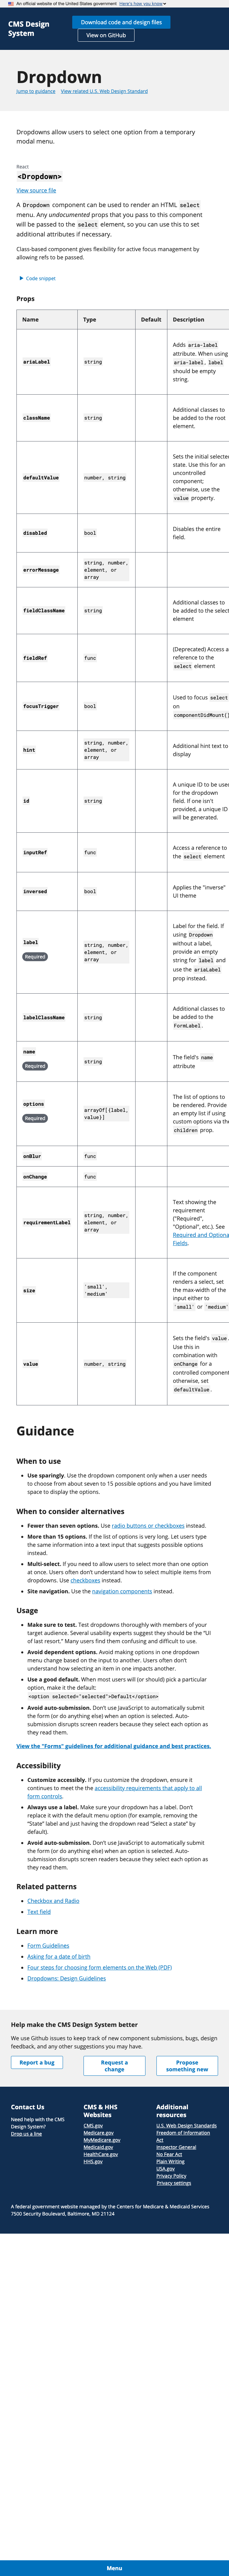 An official website of the United States government Here's how you know
CMS Design
System
Download code and design files
View on GitHub
Dropdown
Jump to guidance View related U.S. Web Design Standard
Dropdowns allow users to select one option from a temporary
modal menu.
React
<Dropdown>
View source file
A Dropdown component can be used to render an HTML select
menu. Any undocumented props that you pass to this component
will be passed to the select element, so you can use this to set
additional attributes if necessary.
Class-based component gives flexibility for active focus management by
allowing refs to be passed.
Code snippet
Props
Name Type Default Description
ariaLabel string Adds aria-label
attribute. When using
aria-label, label
should be empty
string.
className string Additional classes to
be added to the root
element.
defaultValue number, string Sets the initial selected
state. Use this for an
uncontrolled
component;
otherwise, use the
value property.
disabled bool Disables the entire
field.
errorMessage string, number,
element, or
array
fieldClassName string Additional classes to
be added to the select
element
fieldRef func (Deprecated) Access a
reference to the
select element
focusTrigger bool Used to focus select
on
componentDidMount()
hint string, number,
element, or
array Additional hint text to
display
id string A unique ID to be used
for the dropdown
field. If one isn't
provided, a unique ID
will be generated.
inputRef func Access a reference to
the select element
inversed bool Applies the "inverse"
UI theme
label
Required string, number,
element, or
array Label for the field. If
using Dropdown
without a label,
provide an empty
string for label and
use the ariaLabel
prop instead.
labelClassName string Additional classes to
be added to the
FormLabel.
name
Required string The field's name
attribute
options
Required arrayOf[{label,
value}] The list of options to
be rendered. Provide
an empty list if using
custom options via the
children prop.
onBlur func
onChange func
requirementLabel string, number,
element, or
array Text showing the
requirement
("Required",
"Optional", etc.). See
Required and Optional
Fields.
size 'small',
'medium' If the component
renders a select, set
the max-width of the
input either to
'small' or 'medium'
value number, string Sets the field's value.
Use this in
combination with
onChange for a
controlled component;
otherwise, set
defaultValue.
Guidance
When to use
Use sparingly. Use the dropdown component only when a user needs
to choose from about seven to 15 possible options and you have limited
space to display the options.
When to consider alternatives
Fewer than seven options. Use radio buttons or checkboxes instead.
More than 15 options. If the list of options is very long. Let users type
the same information into a text input that suggests possible options
instead.
Multi-select. If you need to allow users to select more than one option
at once. Users often don't understand how to select multiple items from
dropdowns. Use checkboxes instead.
Site navigation. Use the navigation components instead.
Usage
Make sure to test. Test dropdowns thoroughly with members of your
target audience. Several usability experts suggest they should be the "UI
of last resort." Many users find them confusing and difficult to use.
Avoid dependent options. Avoid making options in one dropdown
menu change based on the input to another. Users often don't
understand how selecting an item in one impacts another.
Use a good default. When most users will (or should) pick a particular
option, make it the default:
<option selected="selected">Default</option>
Avoid auto-submission. Don't use JavaScript to automatically submit
the form (or do anything else) when an option is selected. Auto-
submission disrupts screen readers because they select each option as
they read them.
View the "Forms" guidelines for additional guidance and best practices.
Accessibility
Customize accessibly. If you customize the dropdown, ensure it
continues to meet the the accessibility requirements that apply to all
form controls.
Always use a label. Make sure your dropdown has a label. Don't
replace it with the default menu option (for example, removing the
"State" label and just having the dropdown read "Select a state" by
default).
Avoid auto-submission. Don't use JavaScript to automatically submit
the form (or do anything else) when an option is selected. Auto-
submission disrupts screen readers because they select each option as
they read them.
Related patterns
Checkbox and Radio
Text field
Learn more
Form Guidelines
Asking for a date of birth
Four steps for choosing form elements on the Web (PDF)
Dropdowns: Design Guidelines
Help make the CMS Design System better
We use Github issues to keep track of new component submissions, bugs, design
feedback, and any other suggestions you may have.
Report a bug
Request a
change
Propose
something new
Contact Us
Need help with the CMS
Design System?
Drop us a line
CMS & HHS
Websites
CMS.gov
Medicare.gov
MyMedicare.gov
Medicaid.gov
HealthCare.gov
HHS.gov
Additional
resources
U.S. Web Design Standards
Freedom of Information
Act
Inspector General
No Fear Act
Plain Writing
USA.gov
Privacy Policy
Privacy settings
A federal government website managed by the Centers for Medicare & Medicaid Services
7500 Security Boulevard, Baltimore, MD 21124
Menu